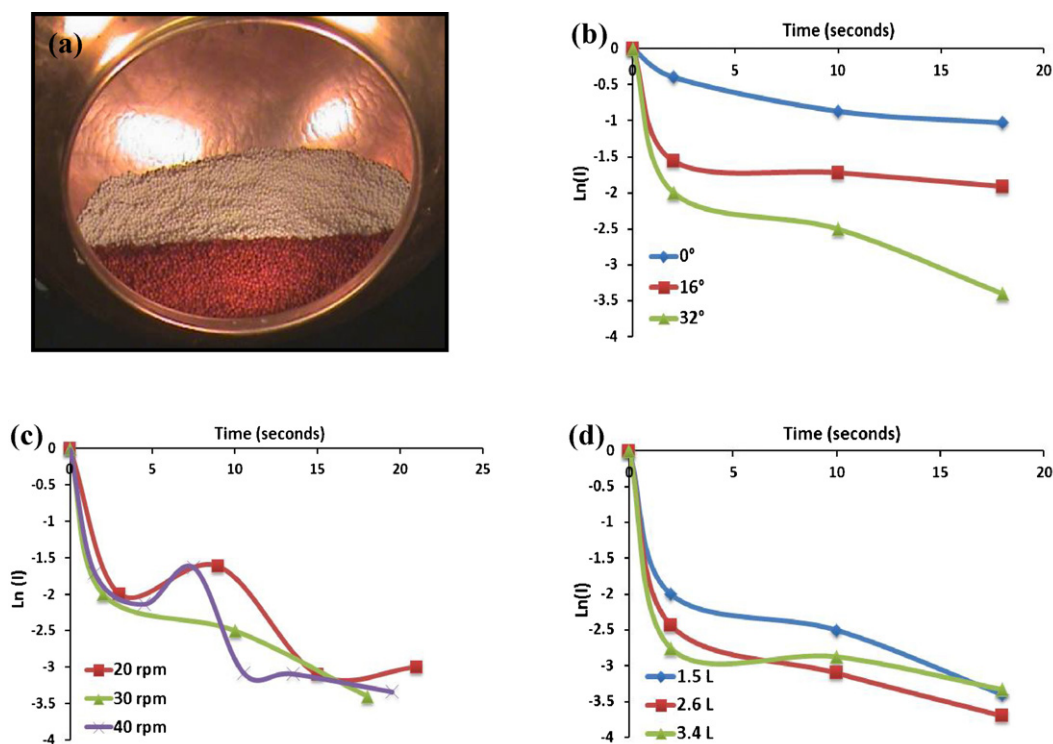 (a)
(b)
Time (seconds)
0
0 5 10 15 20
-0.5
-1
-1.5
-2
-2.5
-3
-3.5
-4
Ln(I)
0°
16°
32°
(c)
Time (seconds)
0
0 5 10 15 20 25
-0.5
-1
-1.5
-2
-2.5
-3
-3.5
-4
Ln (I)
20 rpm
30 rpm
40 rpm
(d)
Time (seconds)
0
0 5 10 15 20
-0.5
-1
-1.5
-2
-2.5
-3
-3.5
-4
Ln(I)
1.5 L
2.6 L
3.4 L